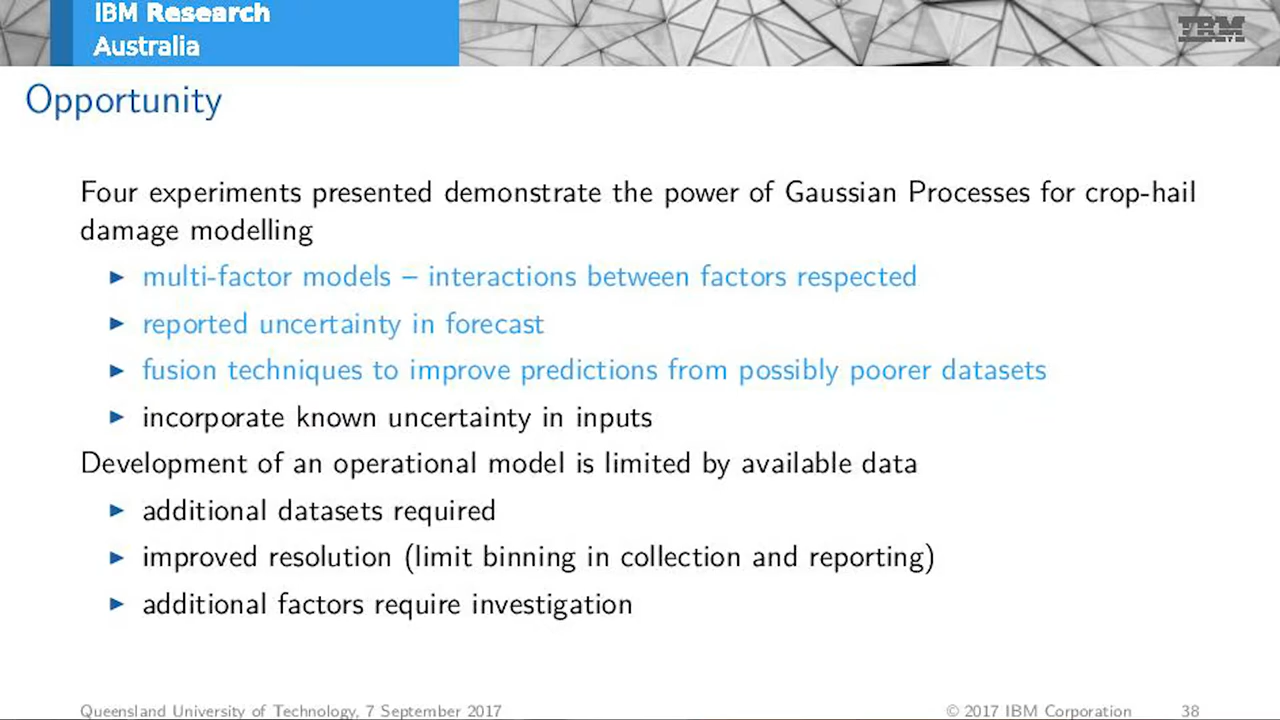 IBM Research
Australia
IBM
Opportunity
Four experiments presented demonstrate the power of Gaussian Processes for crop-hail
damage modelling
► multi-factor models – interactions between factors respected
► reported uncertainty in forecast
► fusion techniques to improve predictions from possibly poorer datasets
► incorporate known uncertainty in inputs
Development of an operational model is limited by available data
► additional datasets required
► improved resolution (limit binning in collection and reporting)
► additional factors require investigation
Queensland University of Technology, 7 September 2017
© 2017 IBM Corporation
38